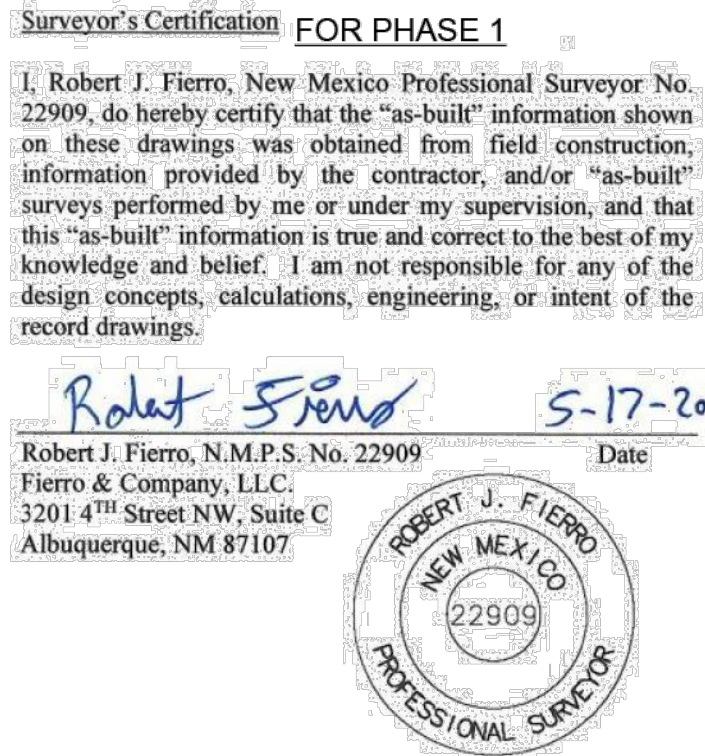 Surveyor's Certification FOR PHASE 1
I, Robert J. Fierro, New Mexico Professional Surveyor No.
22909, do hereby certify that the “as-built” information shown
on these drawings was obtained from field construction,
information provided by the contractor, and/or “as-built”
surveys performed by me or under my supervision, and that
this “as-built” information is true and correct to the best of my
knowledge and belief. I am not responsible for any of the
design concepts, calculations, engineering, or intent of the
record drawings.
Robert Fierro 5-17-20
Robert J. Fierro, N.M.P.S. No. 22909 Date
Fierro & Company, LLC.
3201 4TH Street NW, Suite C
Albuquerque, NM 87107
ROBERT J. FIERRO
NEW MEXICO
22909
PROFESSIONAL SURVEYOR